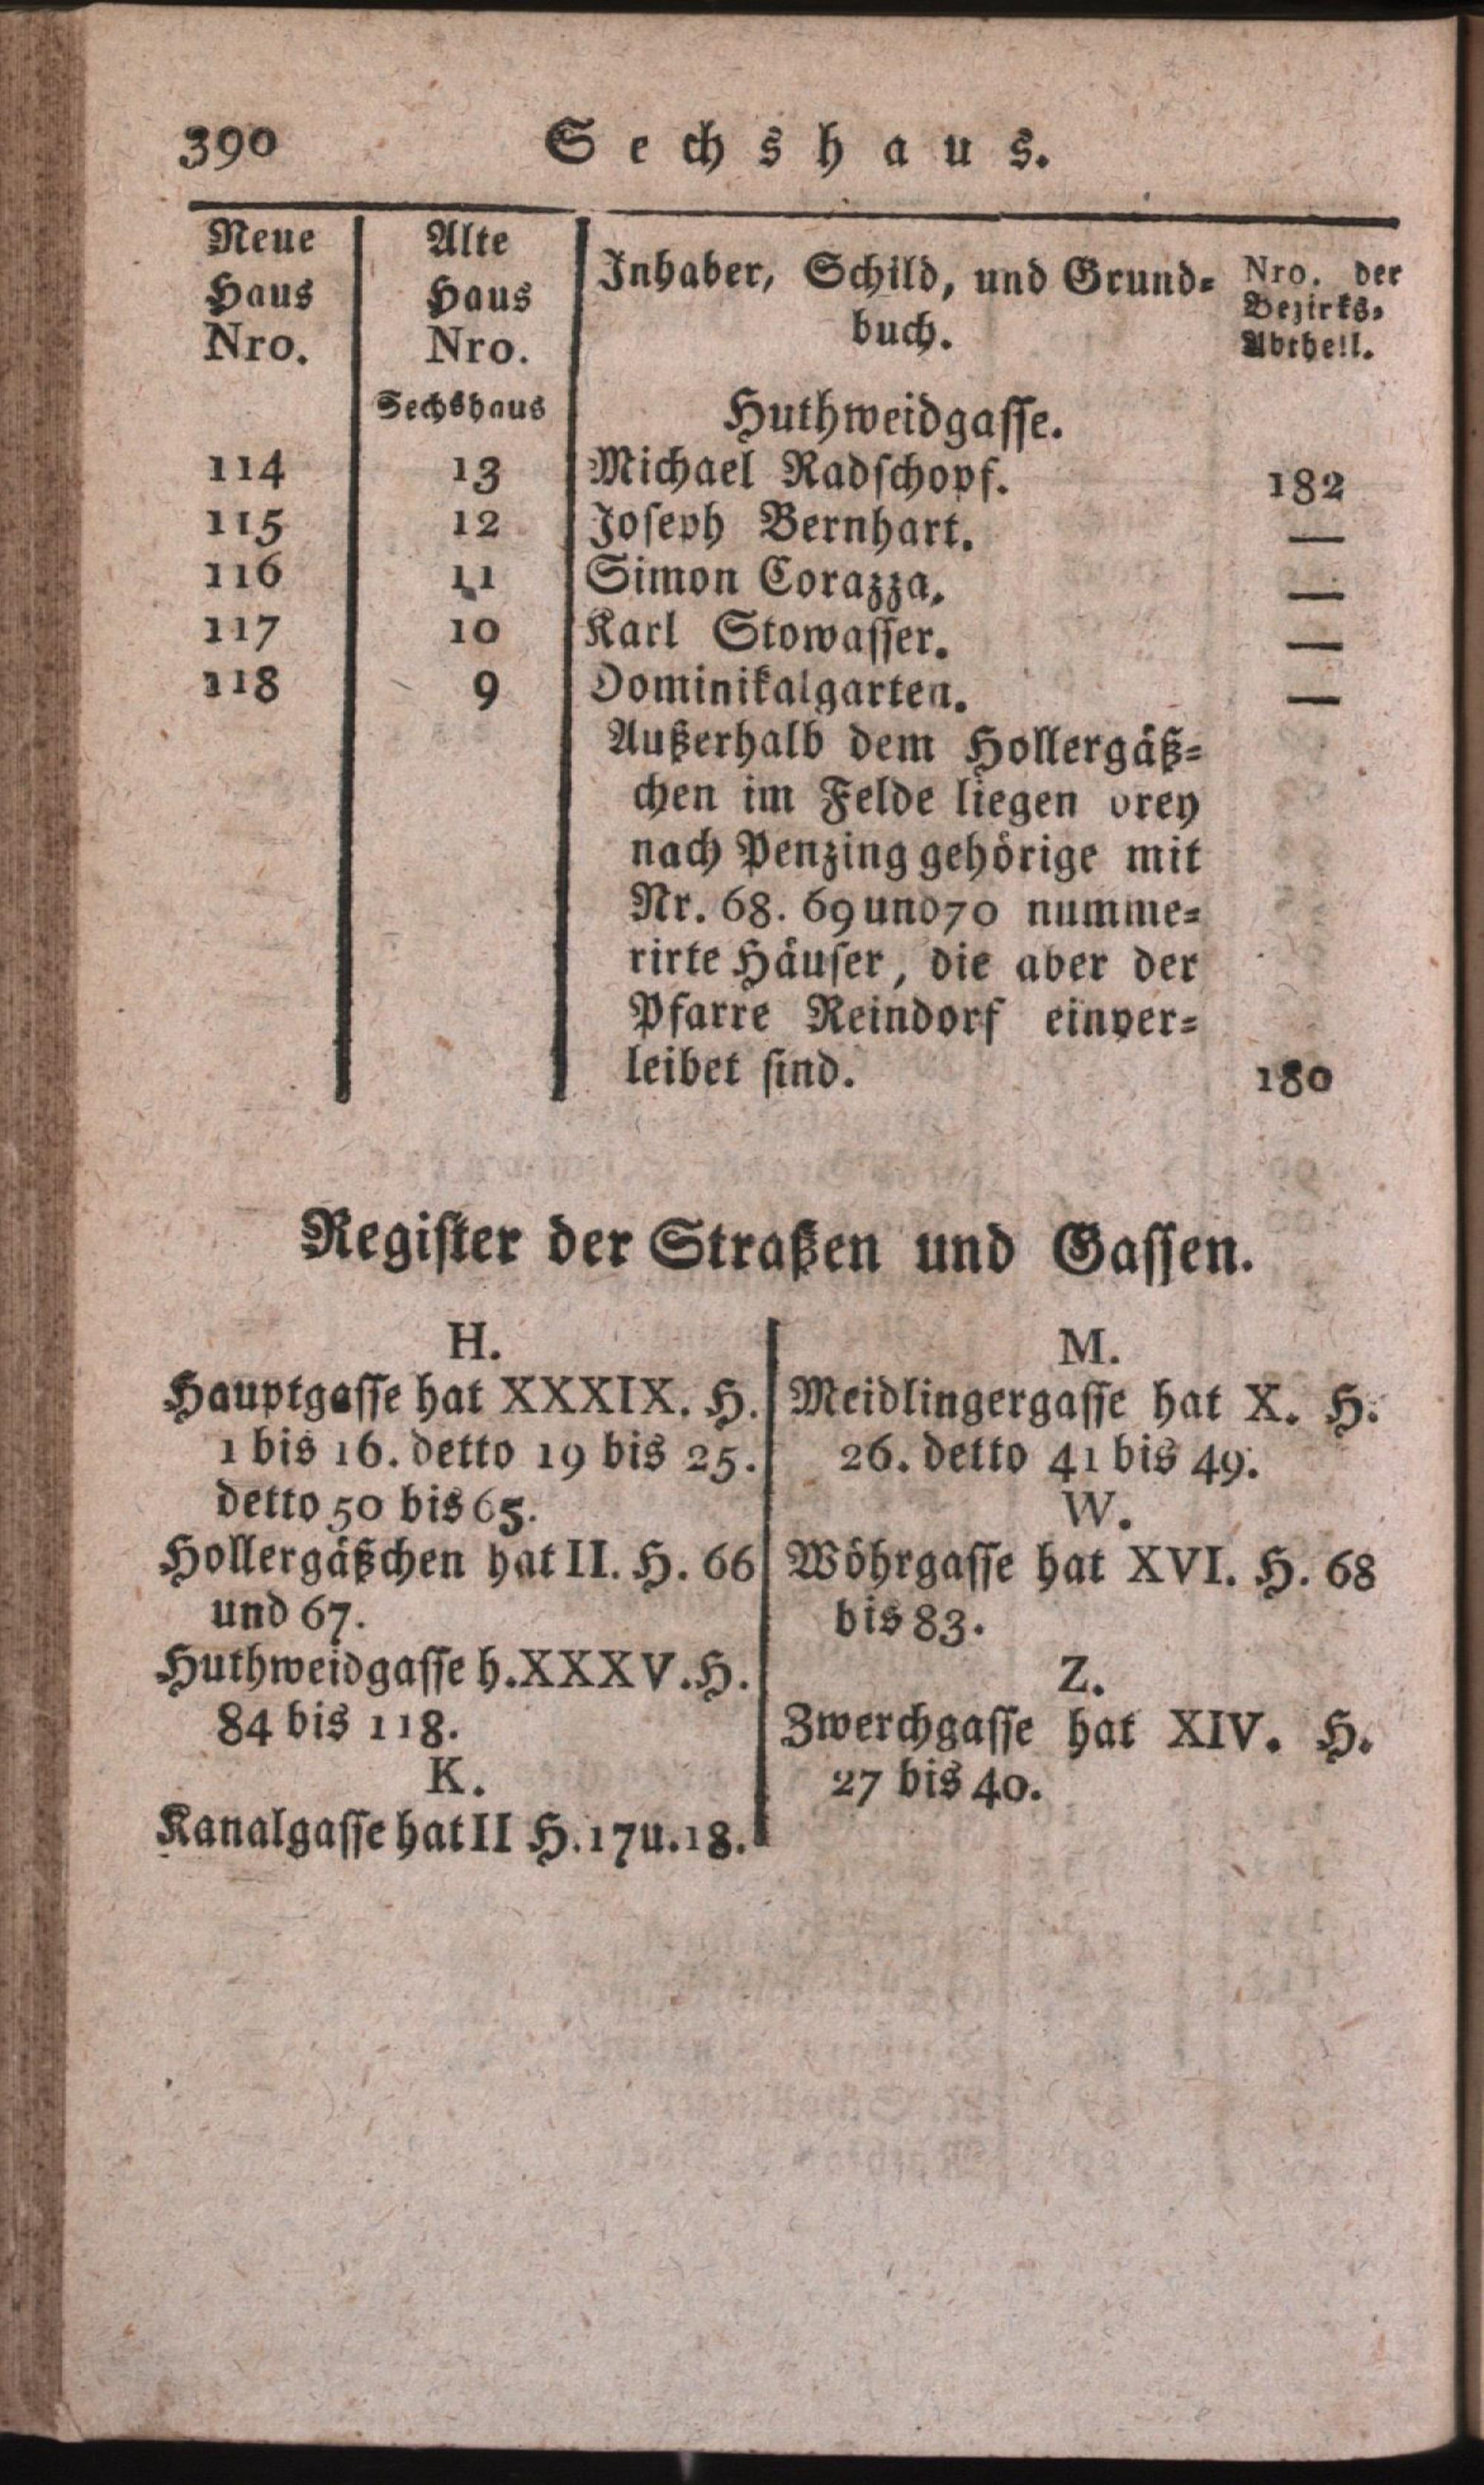 390 Sechshaus.
Neue Haus Nro.
Alte Haus Nro.
Inhaber, Schild, und Grund=
buch.
Nro. der
Bezirks=
Abtheil.
Sechshaus
Huthweidgasse.
114 13 Michael Radschopf. 182
115 12 Joseph Bernhart. —
116 11 Simon Corazza. —
117 10 Karl Stowasser. —
118 9 Dominikalgarten. —
Außerhalb dem Hollergäß=
chen im Felde liegen drey
nach Penzing gehörige mit
Nr. 68. 69 und 70 numme=
rirte Häuser, die aber der
Pfarre Reindorf einver=
leibet sind. 180
Register der Straßen und Gassen.
H.
Hauptgasse hat XXXIX. H.
1 bis 16. detto 19 bis 25.
detto 50 bis 65.
Hollergäßchen hat II. H. 66
und 67.
Huthweidgasse h. XXXV. H.
84 bis 118.
K.
Kanalgasse hat II H. 17 u. 18.
M.
Meidlingergasse hat X. H.
26. detto 41 bis 49.
W.
Wöhrgasse hat XVI. H. 68
bis 83.
Z.
Zwerchgasse hat XIV. H.
27 bis 40.